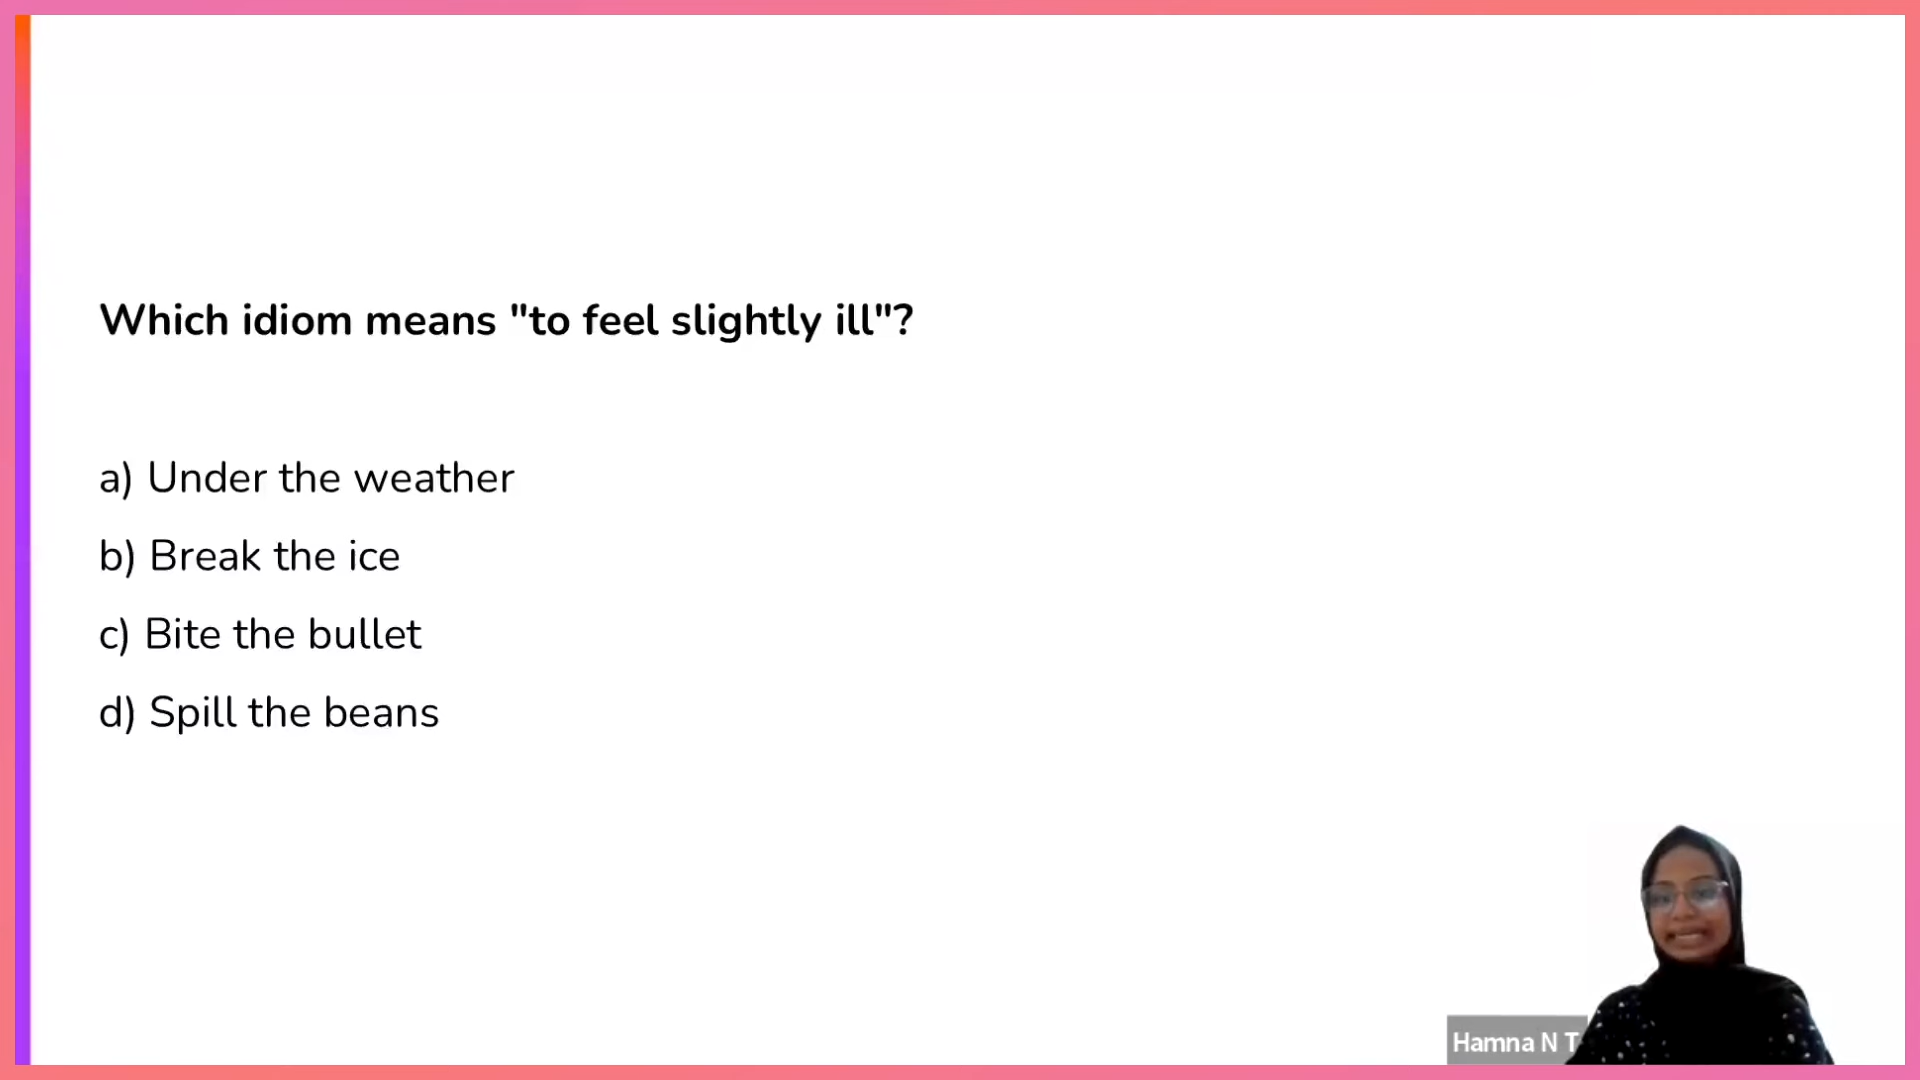 Which idiom means "to feel slightly ill"?
a) Under the weather
b) Break the ice
c) Bite the bullet
d) Spill the beans
Hamna N T